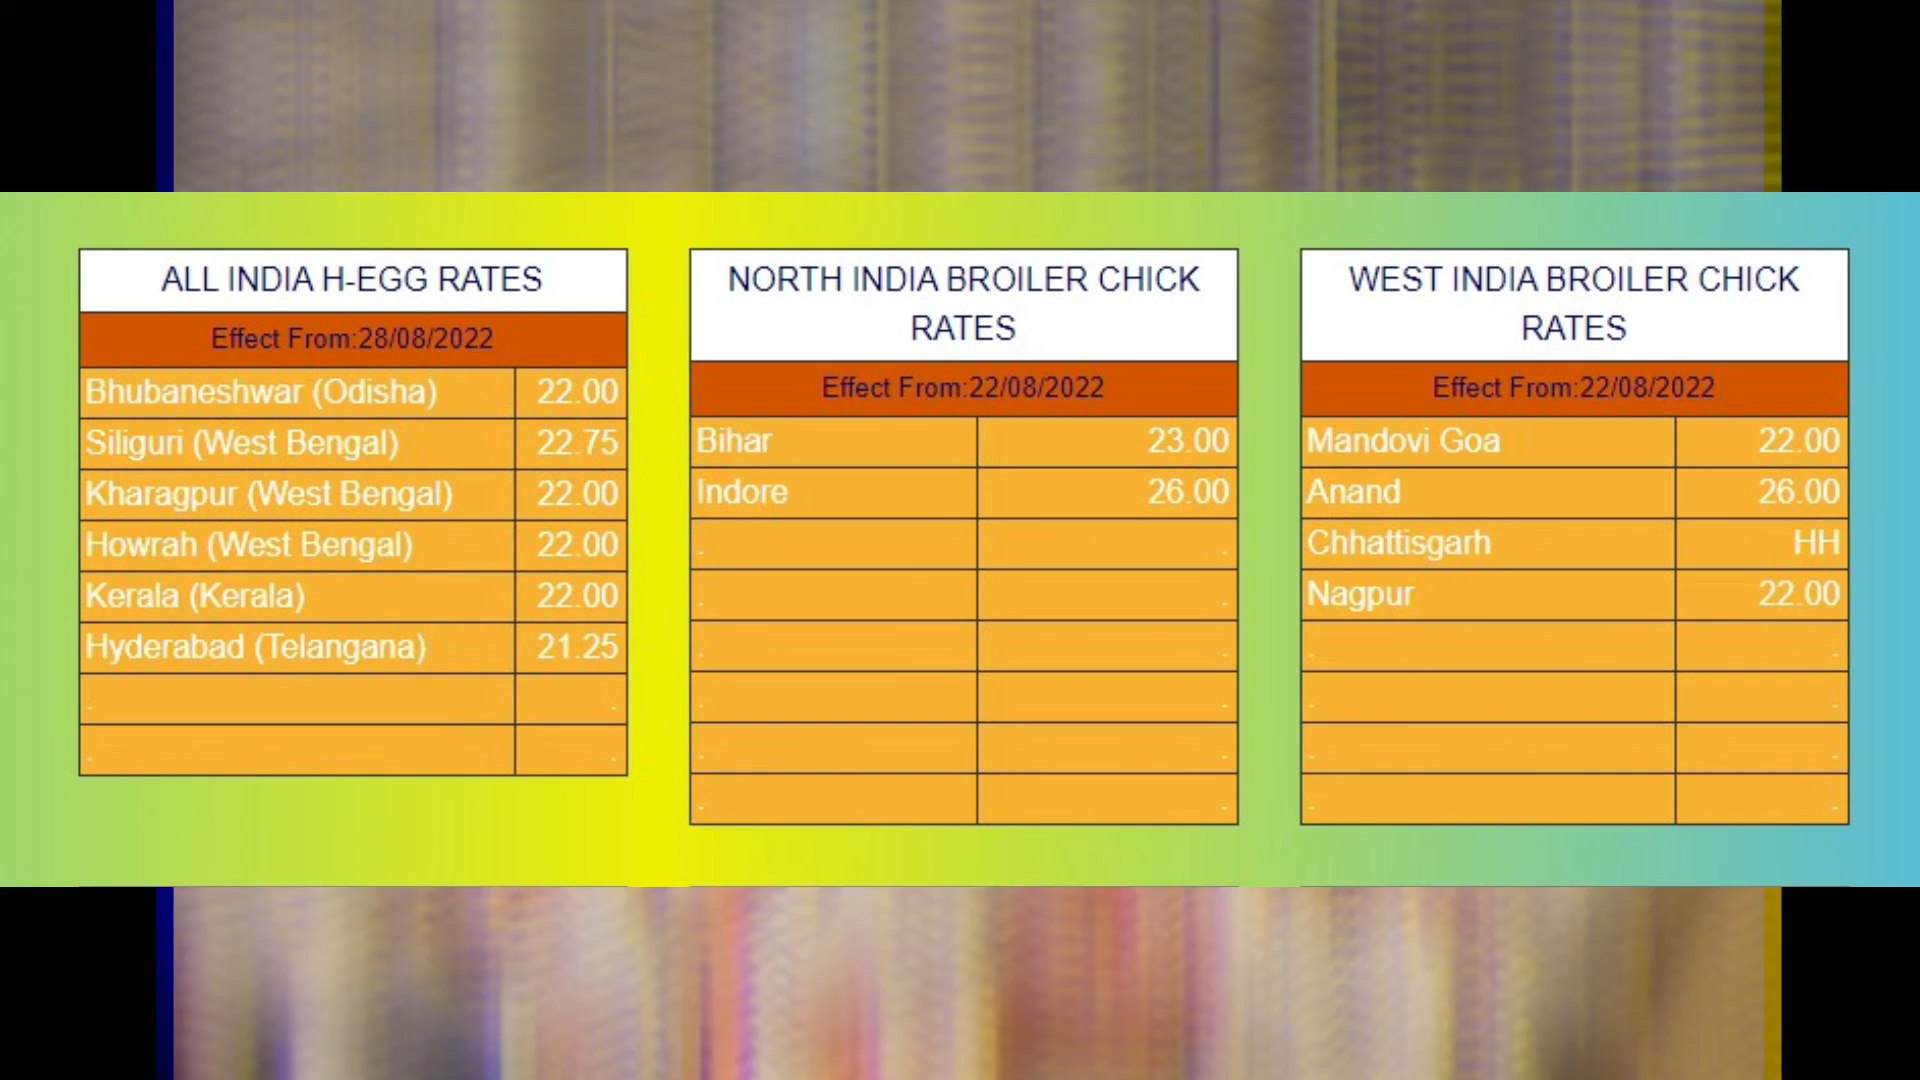 ALL INDIA H-EGG RATES
Effect From:28/08/2022
Bhubaneshwar (Odisha) 22.00
Siliguri (West Bengal) 22.75
Kharagpur (West Bengal) 22.00
Howrah (West Bengal) 22.00
Kerala (Kerala) 22.00
Hyderabad (Telangana) 21.25
. .
. .
NORTH INDIA BROILER CHICK
RATES
Effect From:22/08/2022
Bihar 23.00
Indore 26.00
. .
. .
. .
. .
. .
. .
WEST INDIA BROILER CHICK
RATES
Effect From:22/08/2022
Mandovi Goa 22.00
Anand 26.00
Chhattisgarh HH
Nagpur 22.00
. .
. .
. .
. .